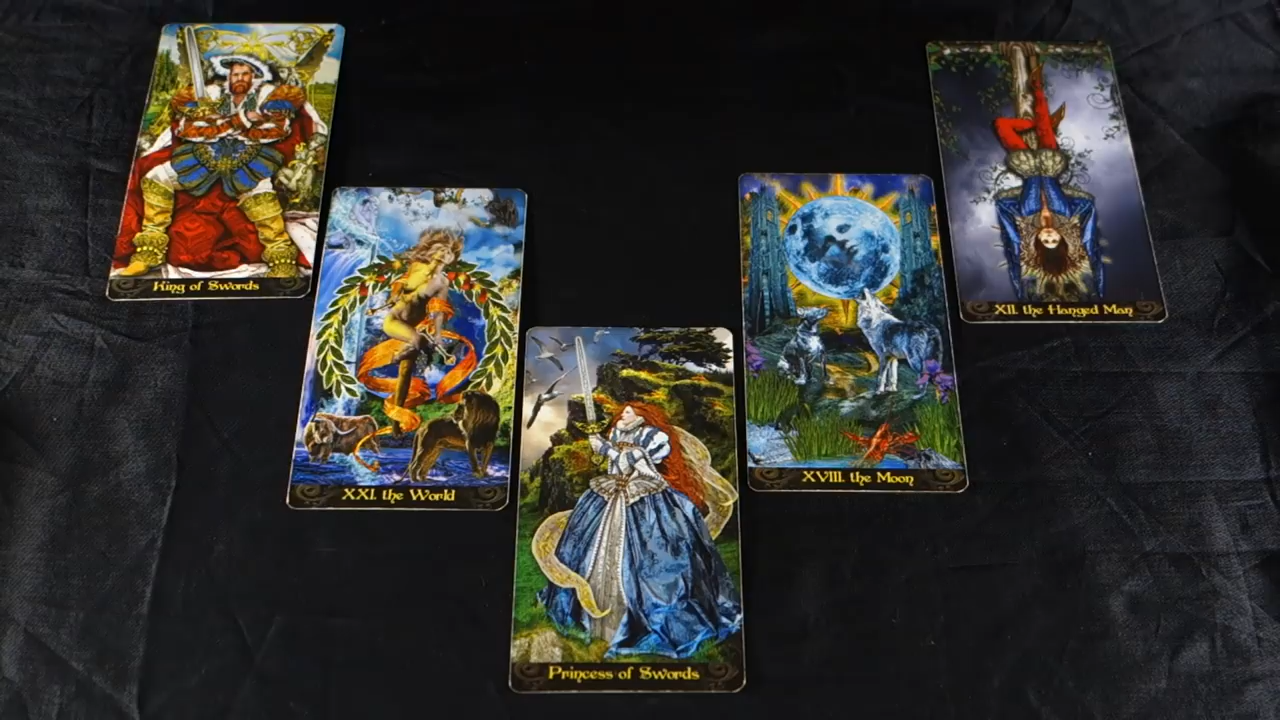 King of Swords
XXI. the World
Princess of Swords
XVIII. the Moon
XII. the Hanged Man